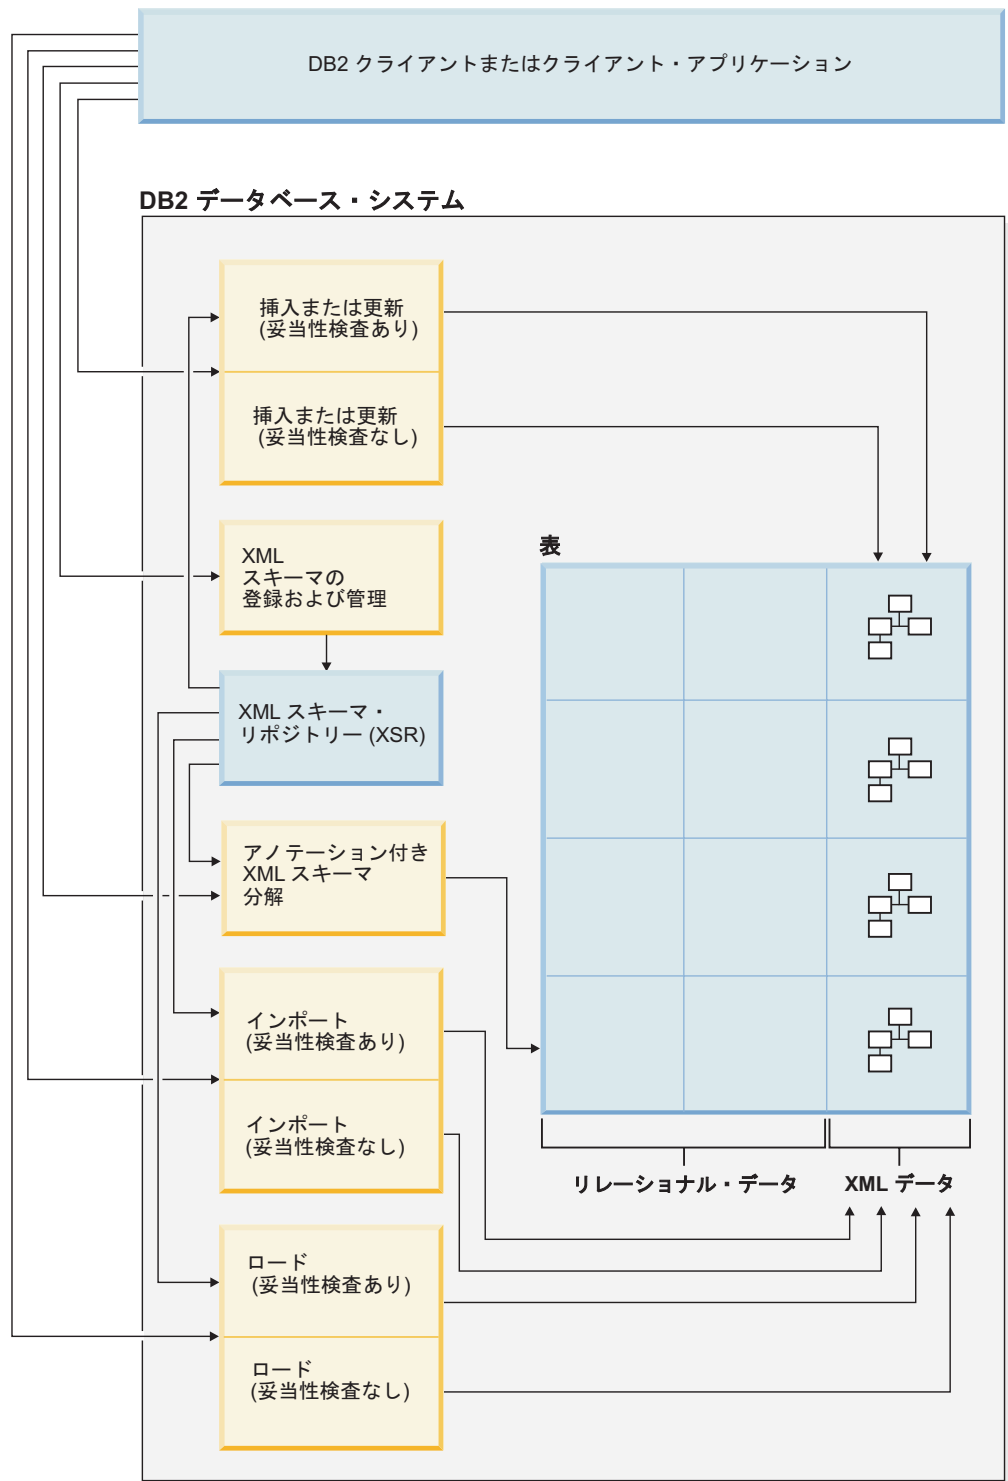 DB2 クライアントまたはクライアント・アプリケーション
DB2 データベース・システム
挿入または更新
(妥当性検査あり)
挿入または更新
(妥当性検査なし)
XML
スキーマの
登録および管理
表
XML スキーマ・
リポジトリー (XSR)
アノテーション付き
XML スキーマ
分解
インポート
(妥当性検査あり)
インポート
(妥当性検査なし)
リレーショナル・データ
XML データ
ロード
(妥当性検査あり)
ロード
(妥当性検査なし)